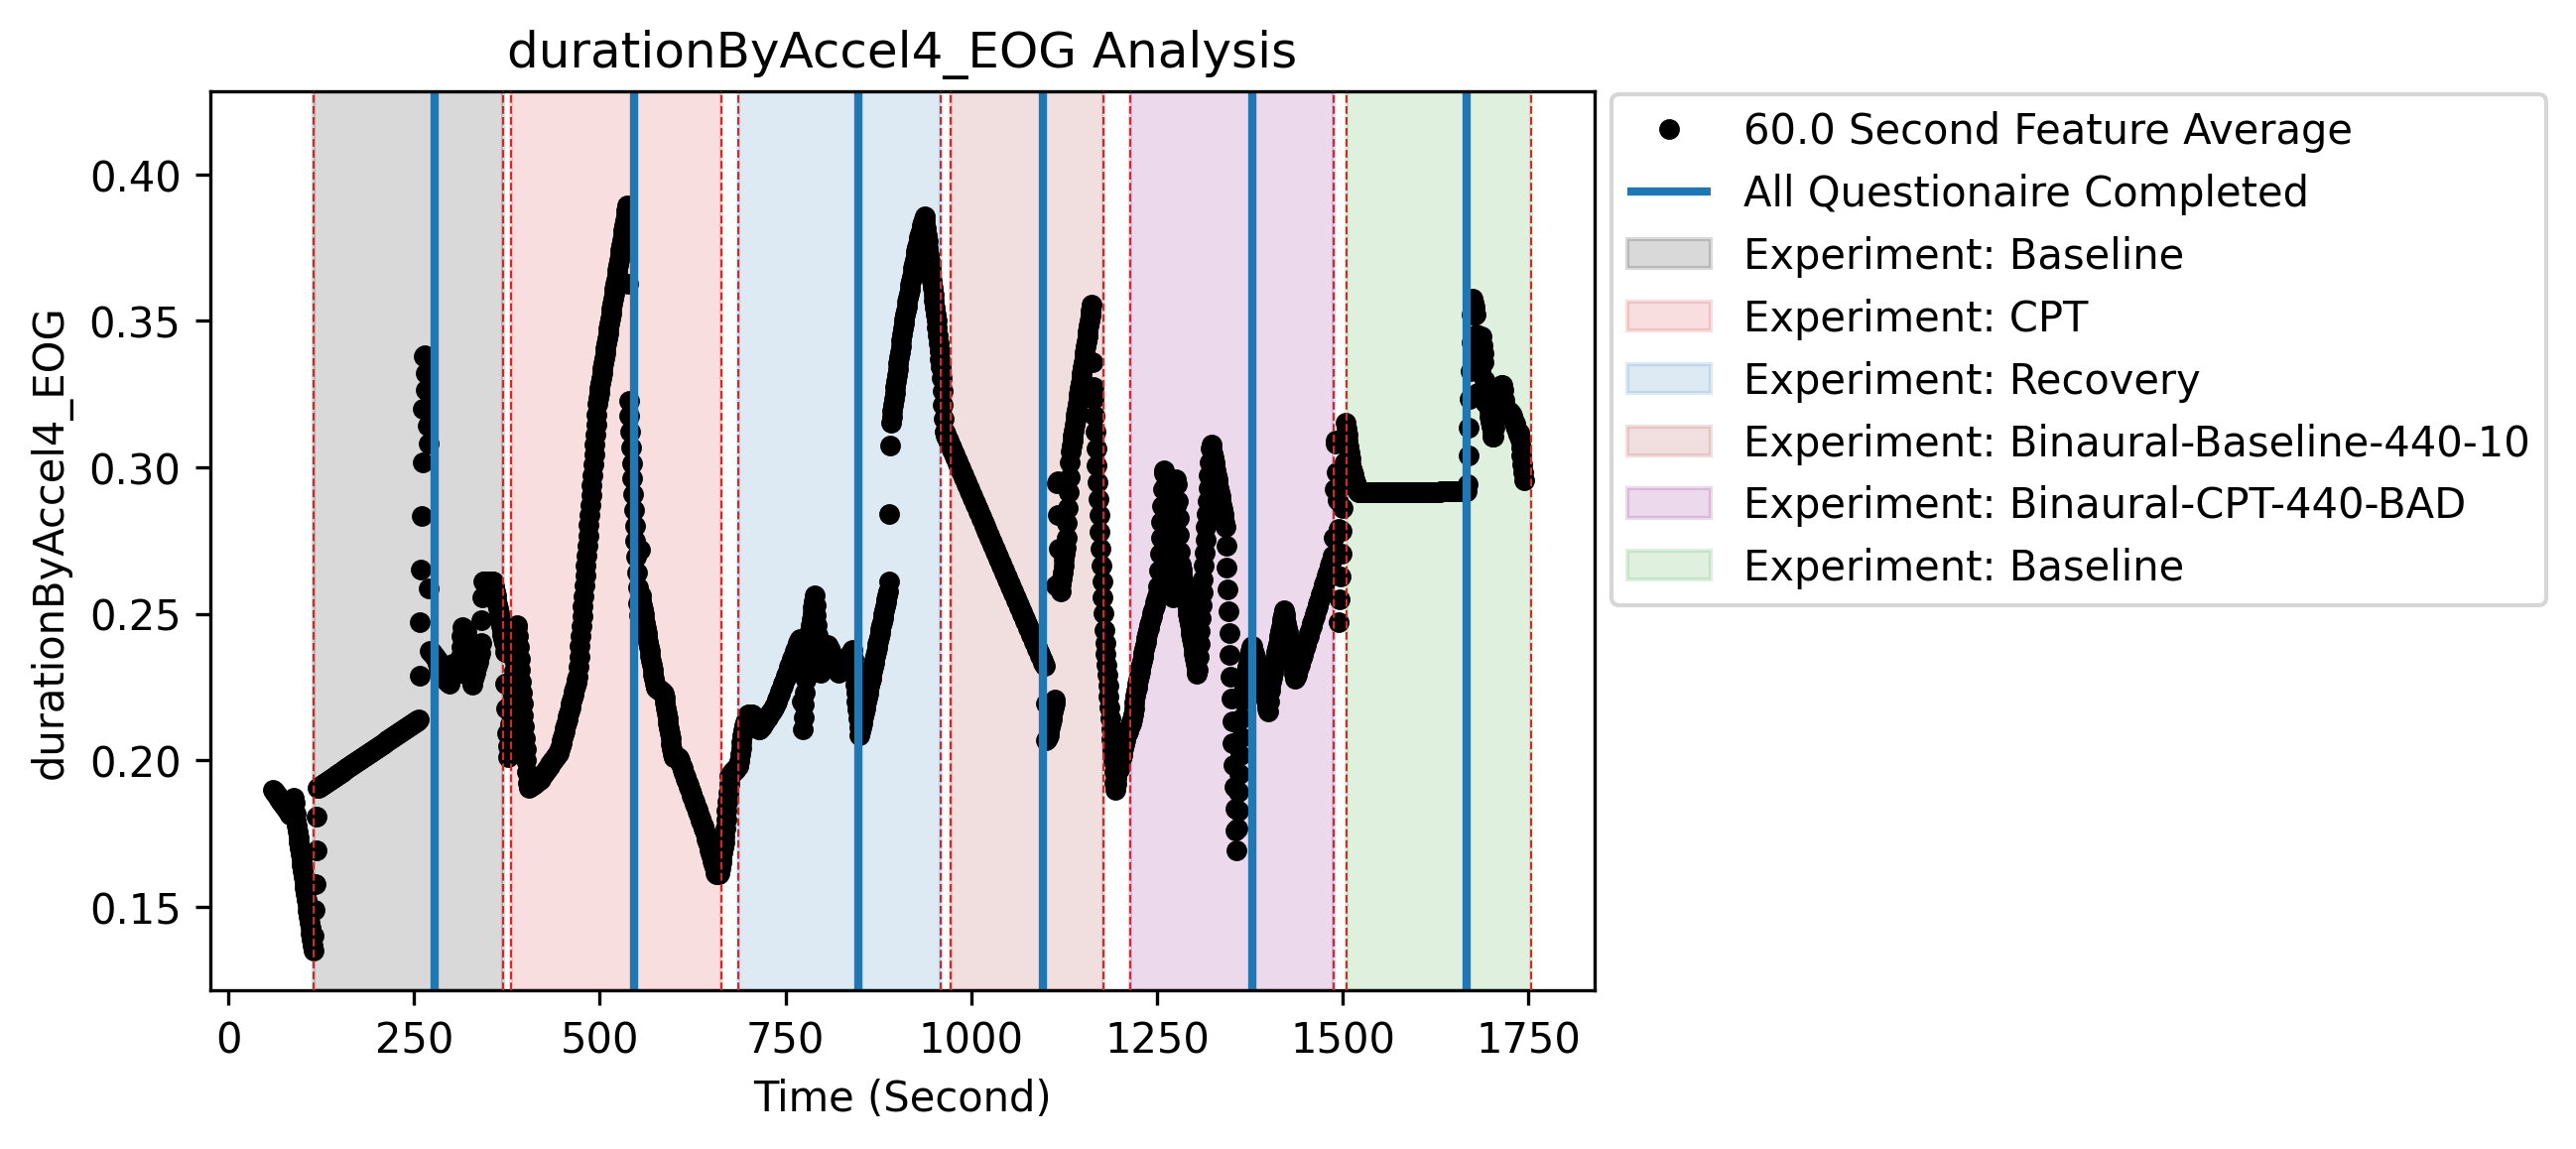 durationByAccel4_EOG Analysis
durationByAccel4_EOG
0.40
0.35
0.30
0.25
0.20
0.15
0 250 500 750 1000 1250 1500 1750
Time (Second)
60.0 Second Feature Average
All Questionaire Completed
Experiment: Baseline
Experiment: CPT
Experiment: Recovery
Experiment: Binaural-Baseline-440-10
Experiment: Binaural-CPT-440-BAD
Experiment: Baseline